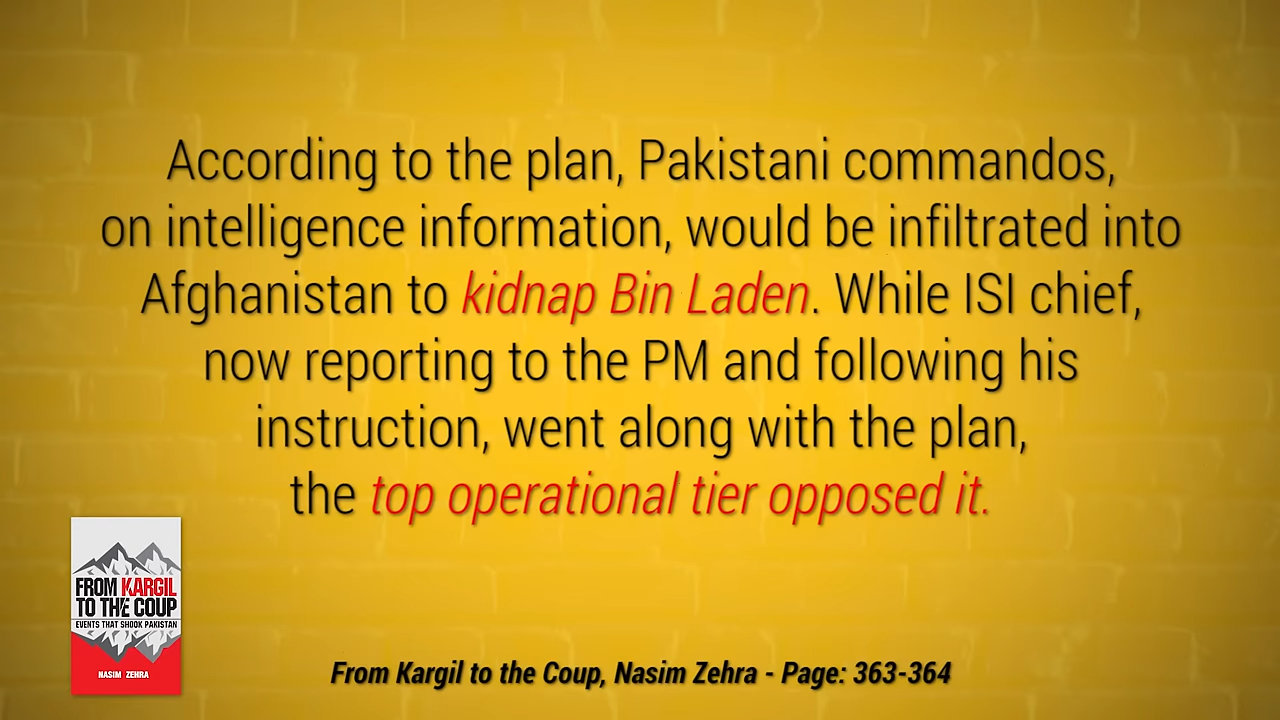 According to the plan, Pakistani commandos,
on intelligence information, would be infiltrated into
Afghanistan to kidnap Bin Laden. While ISI chief,
now reporting to the PM and following his
instruction, went along with the plan,
the top operational tier opposed it.
FROM KARGIL
TO THE COUP
EVENTS THAT SHOOK PAKISTAN
NASIM ZEHRA
From Kargil to the Coup, Nasim Zehra - Page: 363-364